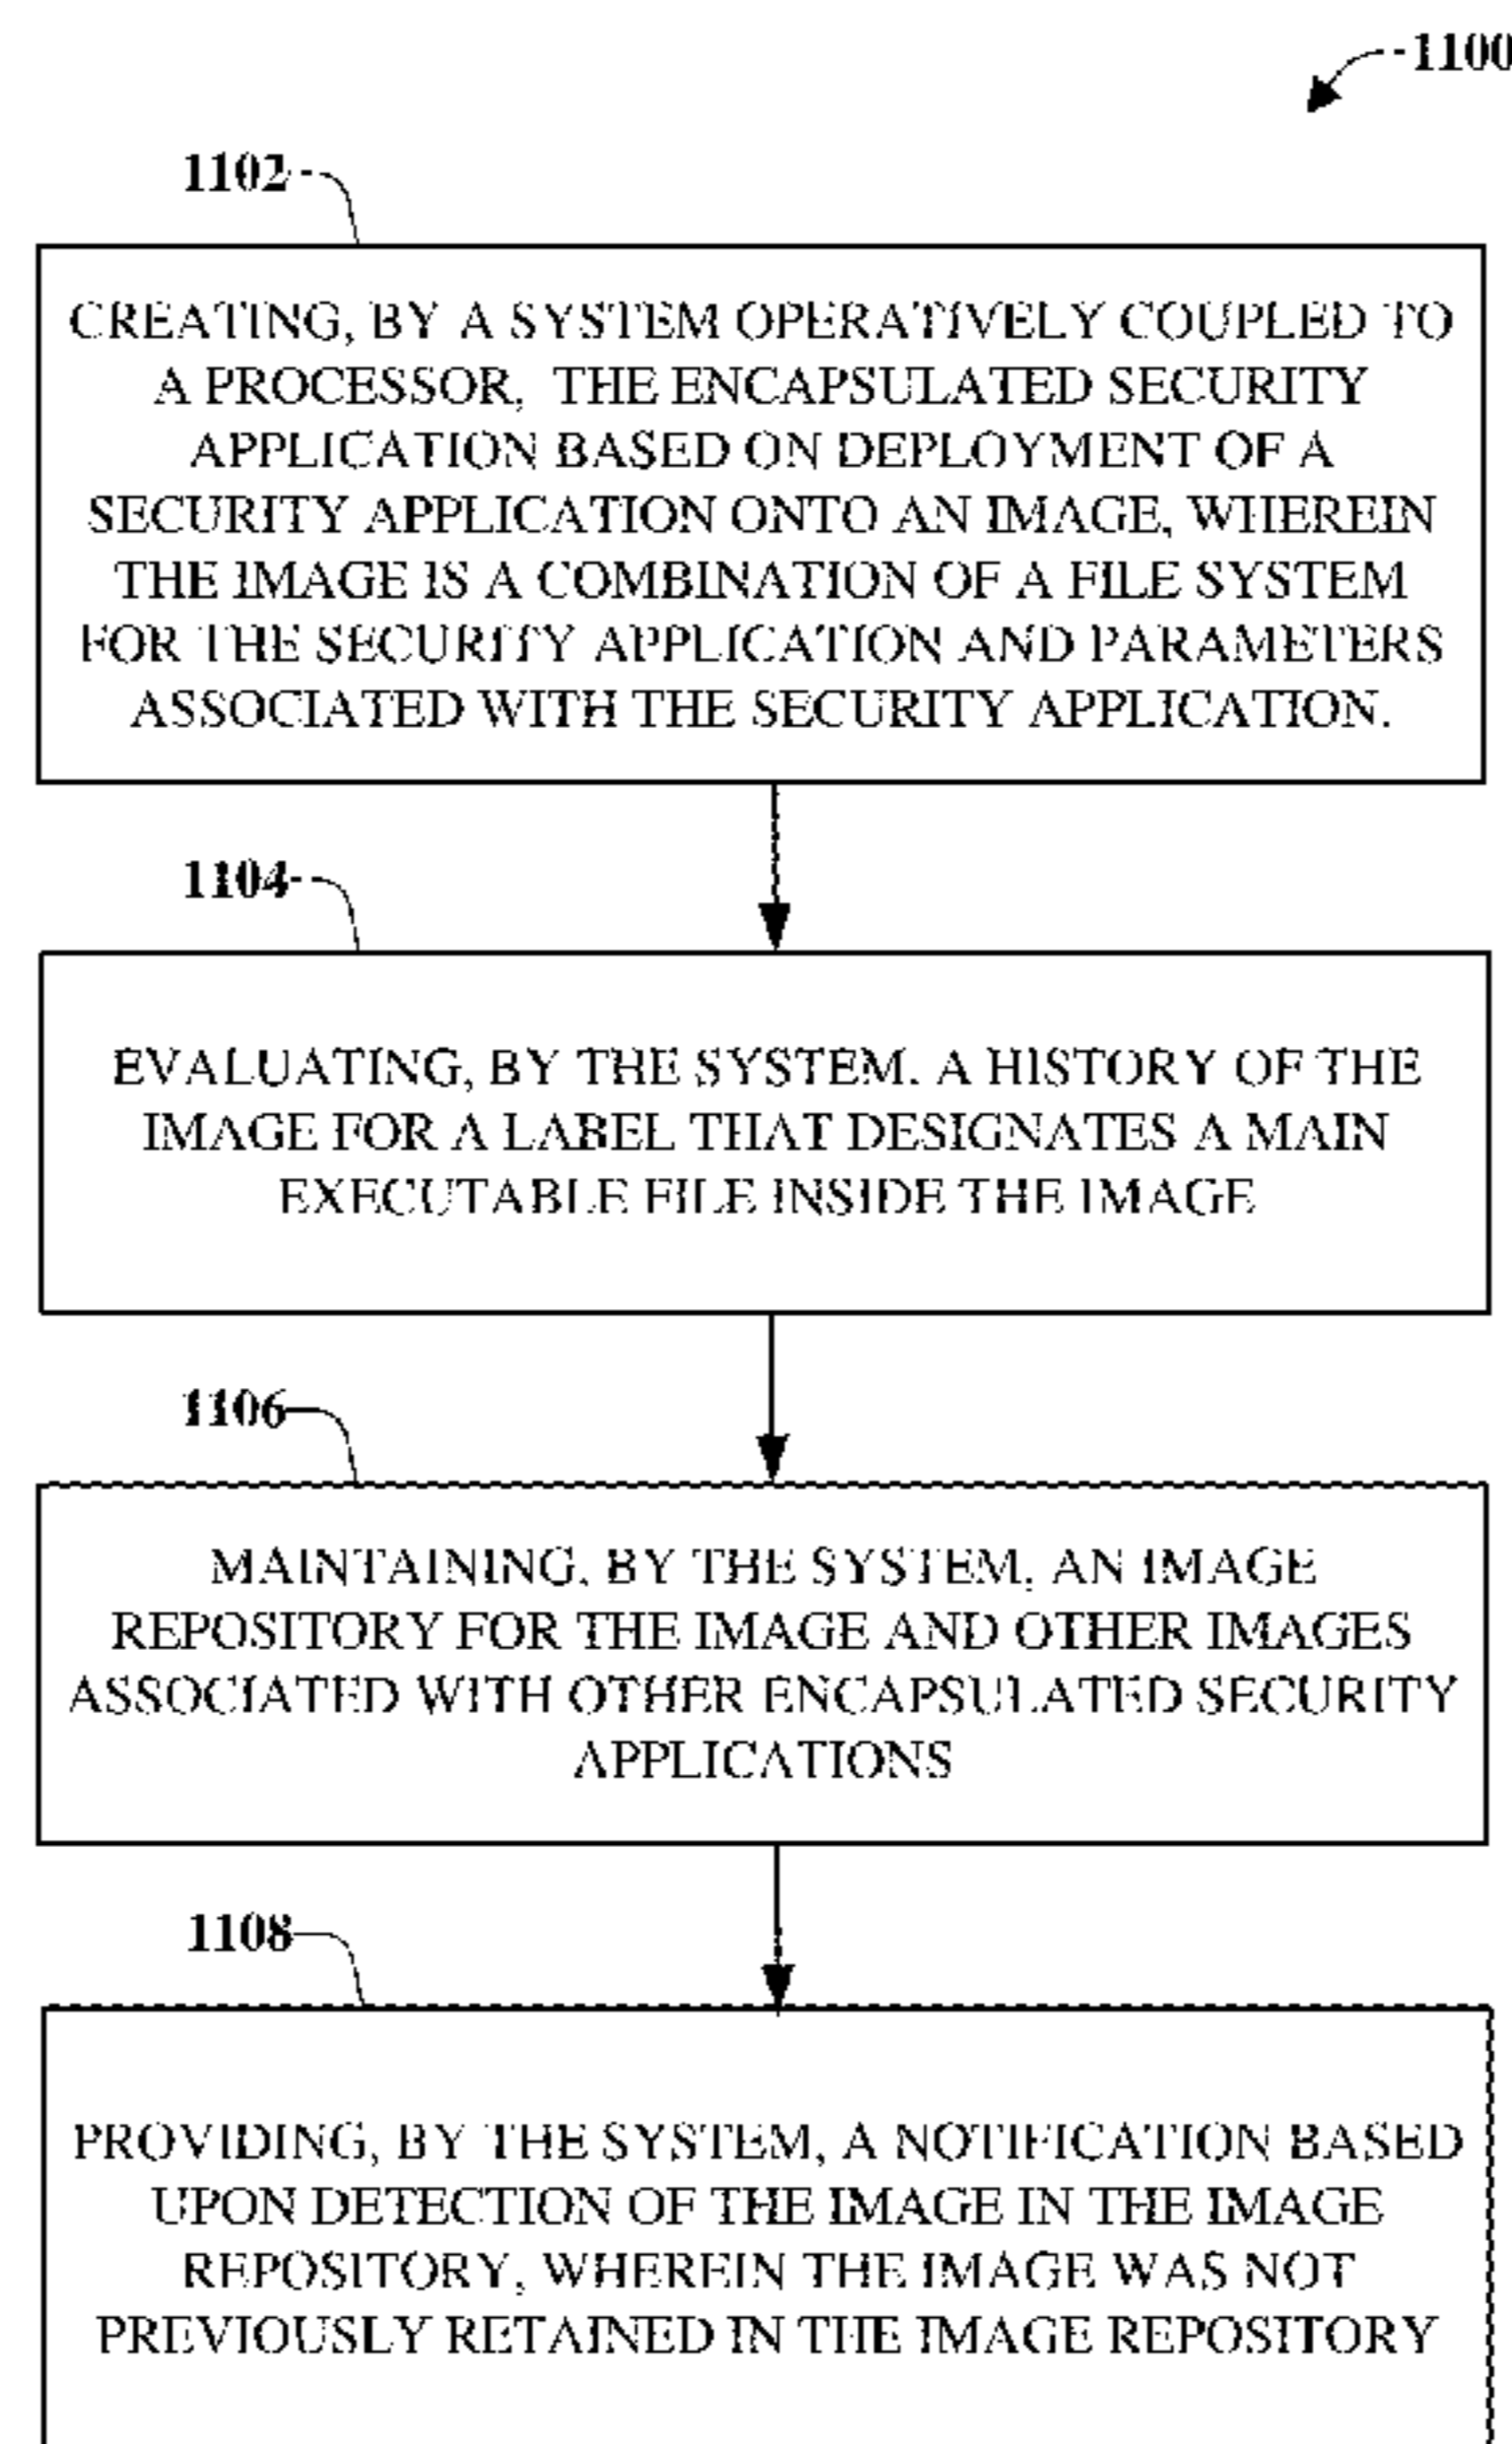 1100
1102
CREATING, BY A SYSTEM OPERATIVELY COUPLED TO
A PROCESSOR, THE ENCAPSULATED SECURITY
APPLICATION BASED ON DEPLOYMENT OF A
SECURITY APPLICATION ONTO AN IMAGE, WHEREIN
THE IMAGE IS A COMBINATION OF A FILE SYSTEM
FOR THE SECURITY APPLICATION AND PARAMETERS
ASSOCIATED WITH THE SECURITY APPLICATION.
1104
EVALUATING, BY THE SYSTEM, A HISTORY OF THE
IMAGE FOR A LABEL THAT DESIGNATES A MAIN
EXECUTABLE FILE INSIDE THE IMAGE
1106
MAINTAINING, BY THE SYSTEM, AN IMAGE
REPOSITORY FOR THE IMAGE AND OTHER IMAGES
ASSOCIATED WITH OTHER ENCAPSULATED SECURITY
APPLICATIONS
1108
PROVIDING, BY THE SYSTEM, A NOTIFICATION BASED
UPON DETECTION OF THE IMAGE IN THE IMAGE
REPOSITORY, WHEREIN THE IMAGE WAS NOT
PREVIOUSLY RETAINED IN THE IMAGE REPOSITORY